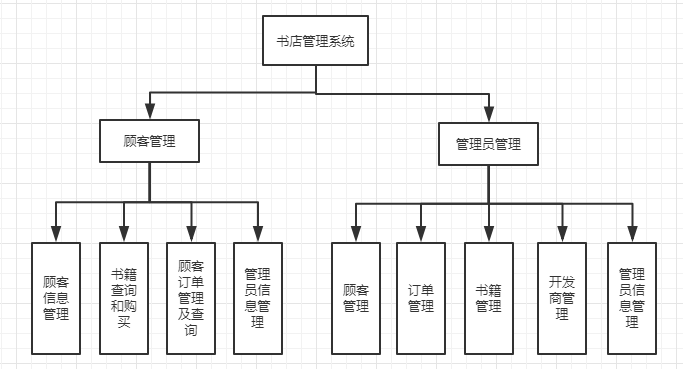 书店管理系统
顾客管理
管理员管理
顾客
信息
管理
书籍
查询
和购
买
顾客
订单
管理
及查
询
管理
员信
息管
理
顾客
管理
订单
管理
书籍
管理
开发
商管
理
管理
员信
息管
理